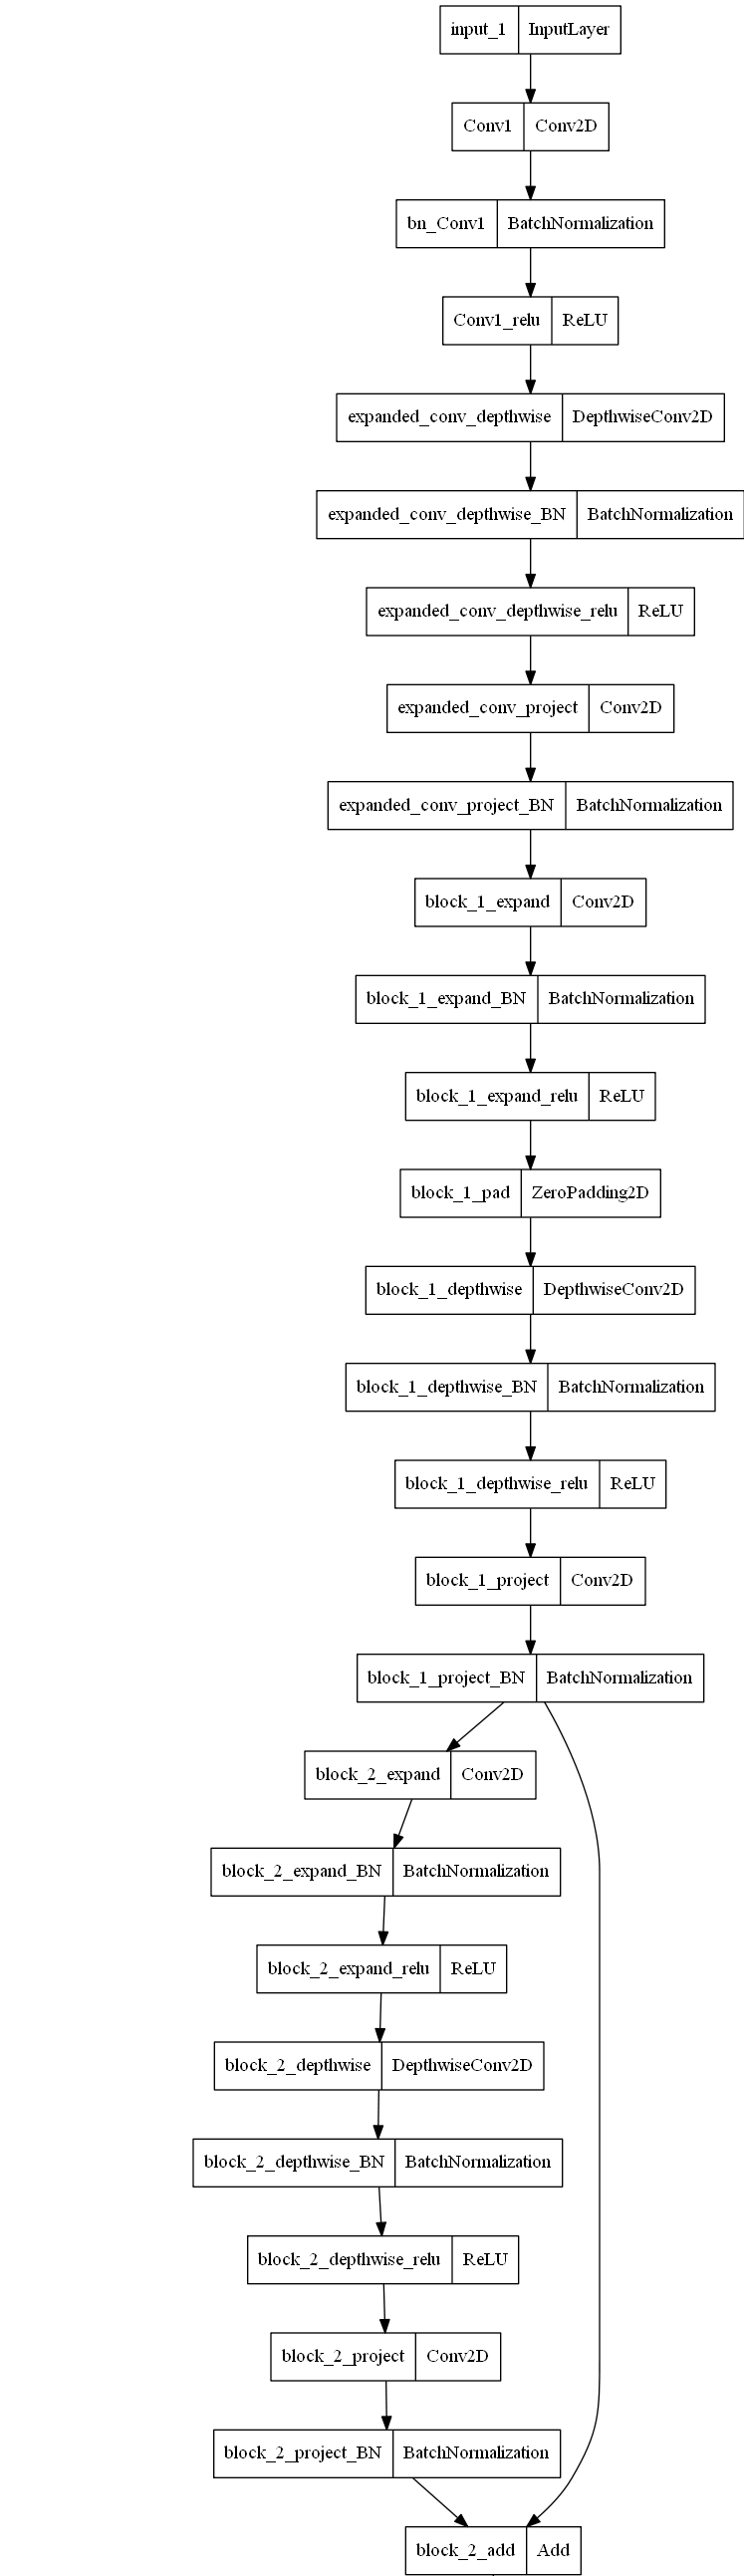 input_1 InputLayer
Conv1 Conv2D
bn_Conv1 BatchNormalization
Conv1_relu ReLU
expanded_conv_depthwise DepthwiseConv2D
expanded_conv_depthwise_BN BatchNormalization
expanded_conv_depthwise_relu ReLU
expanded_conv_project Conv2D
expanded_conv_project_BN BatchNormalization
block_1_expand Conv2D
block_1_expand_BN BatchNormalization
block_1_expand_relu ReLU
block_1_pad ZeroPadding2D
block_1_depthwise DepthwiseConv2D
block_1_depthwise_BN BatchNormalization
block_1_depthwise_relu ReLU
block_1_project Conv2D
block_1_project_BN BatchNormalization
block_2_expand Conv2D
block_2_expand_BN BatchNormalization
block_2_expand_relu ReLU
block_2_depthwise DepthwiseConv2D
block_2_depthwise_BN BatchNormalization
block_2_depthwise_relu ReLU
block_2_project Conv2D
block_2_project_BN BatchNormalization
block_2_add Add